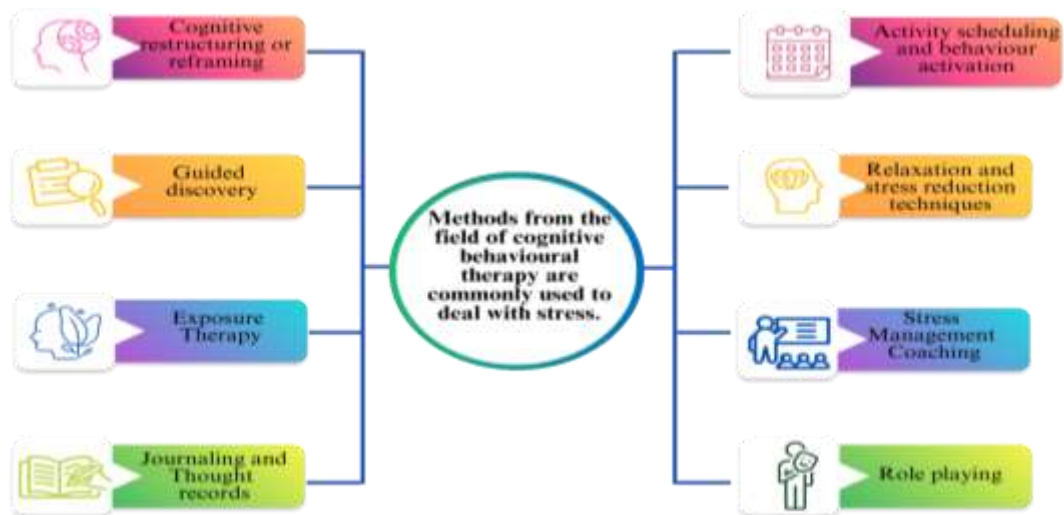 Cognitive
restructuring or
reframing
Guided
discovery
Exposure
Therapy
Journaling and
Thought
records
Methods from the
field of cognitive
behavioural
therapy are
commonly used to
deal with stress.
Activity scheduling
and behaviour
activation
Relaxation and
stress reduction
techniques
Stress
Management
Coaching
Role playing